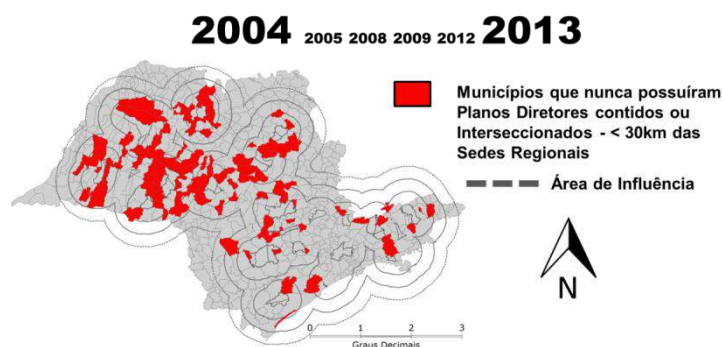 2004 2005 2008 2009 2012 2013
Municípios que nunca possuíram
Planos Diretores contidos ou
Interseccionados - < 30km das
Sedes Regionais
Área de Influência
N
0 1 2 3
Graus Decimais